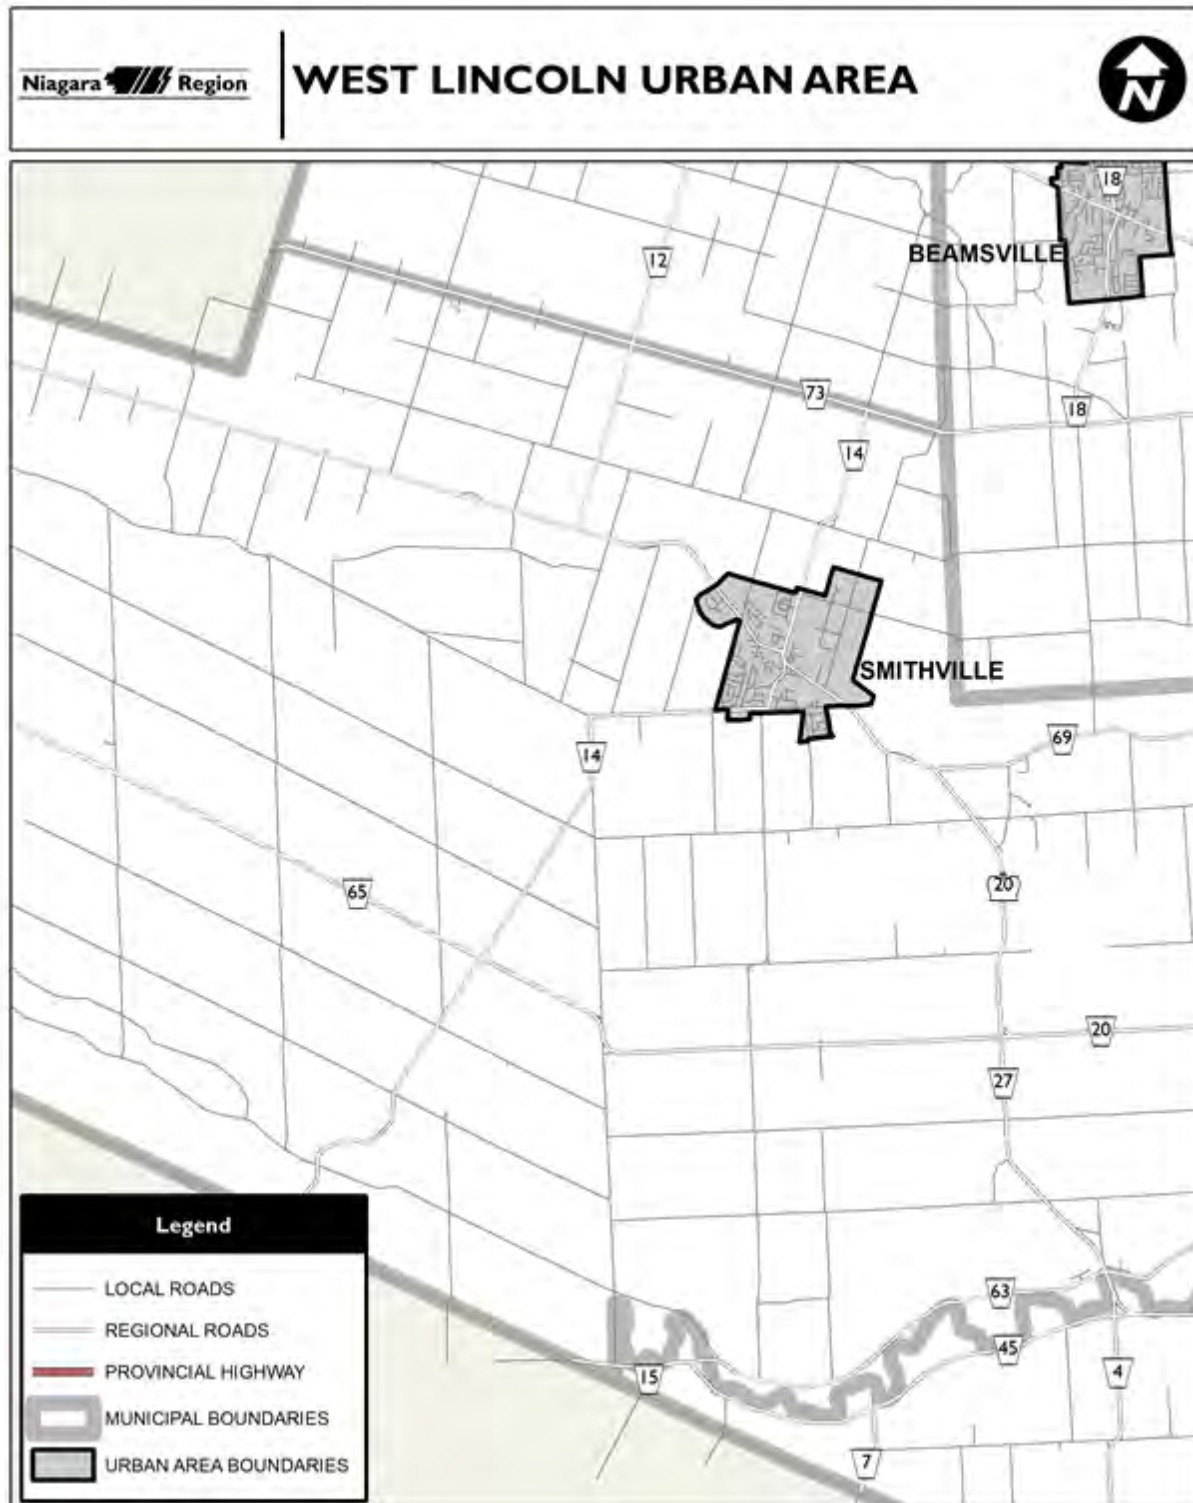 Niagara Region
WEST LINCOLN URBAN AREA
N
18
BEAMSVILLE
12
73
18
14
SMITHVILLE
69
14
65
20
20
27
63
45
15
4
7
Legend
LOCAL ROADS
REGIONAL ROADS
PROVINCIAL HIGHWAY
MUNICIPAL BOUNDARIES
URBAN AREA BOUNDARIES